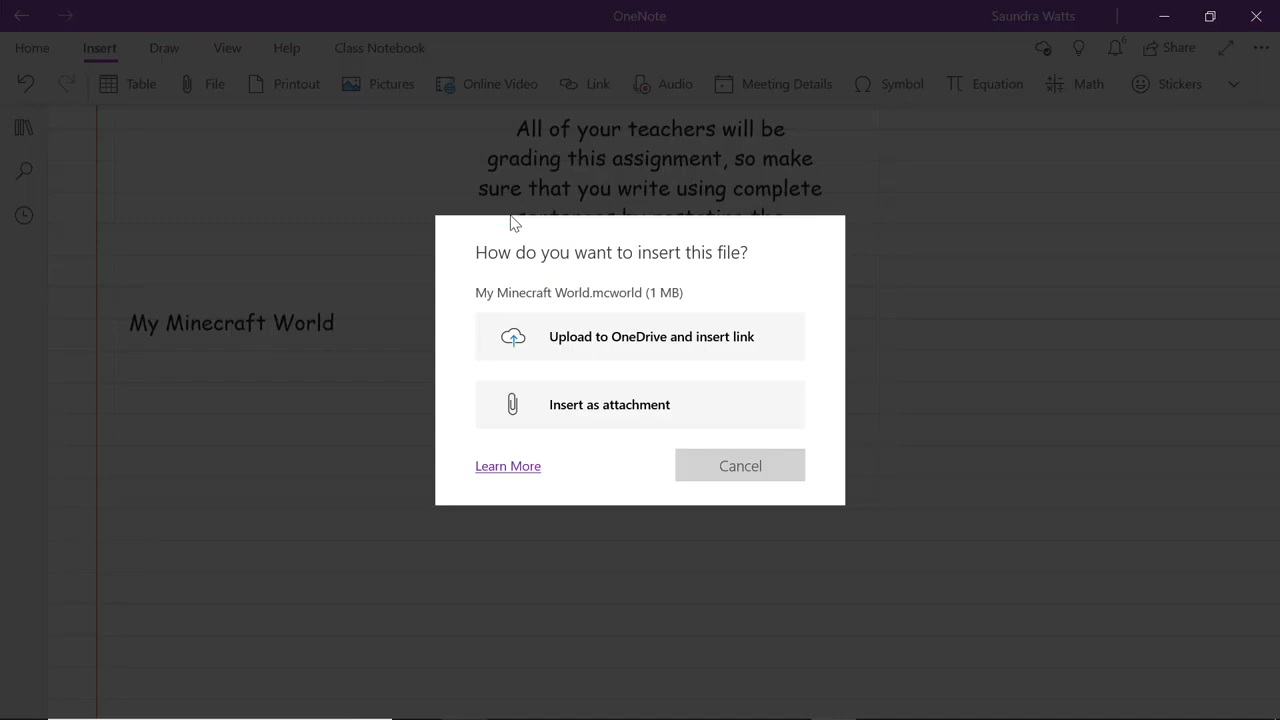 OneNote
Saundra Watts
Home
Insert
Draw
View
Help
Class Notebook
6
Share
Table
File
Printout
Pictures
Online Video
Link
Audio
Meeting Details
Symbol
Equation
Math
Stickers
All of your teachers will be
grading this assignment, so make
sure that you write using complete
My Minecraft World
How do you want to insert this file?
My Minecraft World.mcworld (1 MB)
Upload to OneDrive and insert link
Insert as attachment
Learn More
Cancel